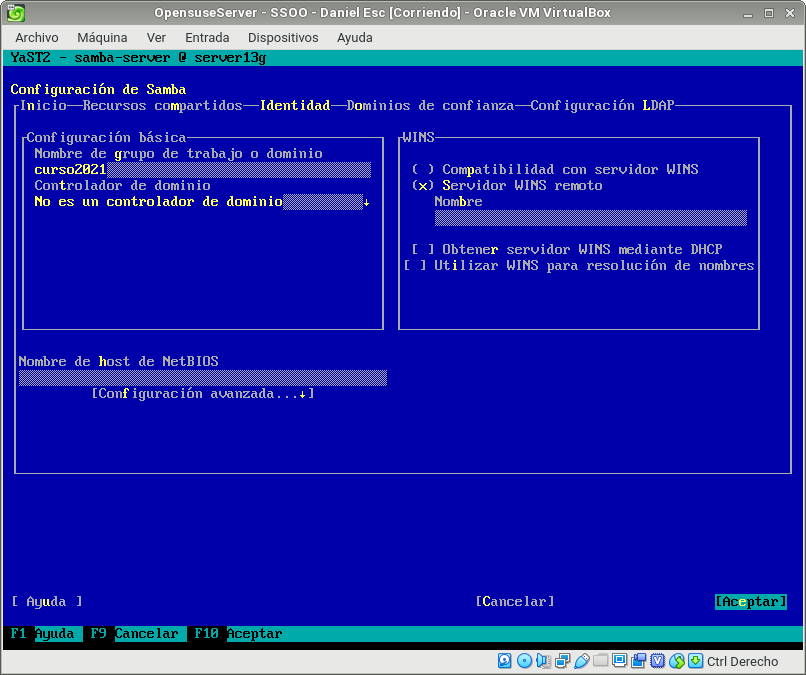 OpensuseServer - SSOO - Daniel Esc [Corriendo] - Oracle VM VirtualBox
Archivo Máquina Ver Entrada Dispositivos Ayuda
YaST2 - samba-server @ server13g
Configuración de Samba
Inicio—Recursos compartidos—Identidad—Dominios de confianza—Configuración LDAP
Configuración básica
Nombre de grupo de trabajo o dominio
curso2021
Controlador de dominio
No es un controlador de dominio↓
WINS
( ) Compatibilidad con servidor WINS
(x) Servidor WINS remoto
Nombre
[ ] Obtener servidor WINS mediante DHCP
[ ] Utilizar WINS para resolución de nombres
Nombre de host de NetBIOS
[Configuración avanzada...↓]
[ Ayuda ] [Cancelar] [Aceptar]
F1 Ayuda F9 Cancelar F10 Aceptar
Ctrl Derecho